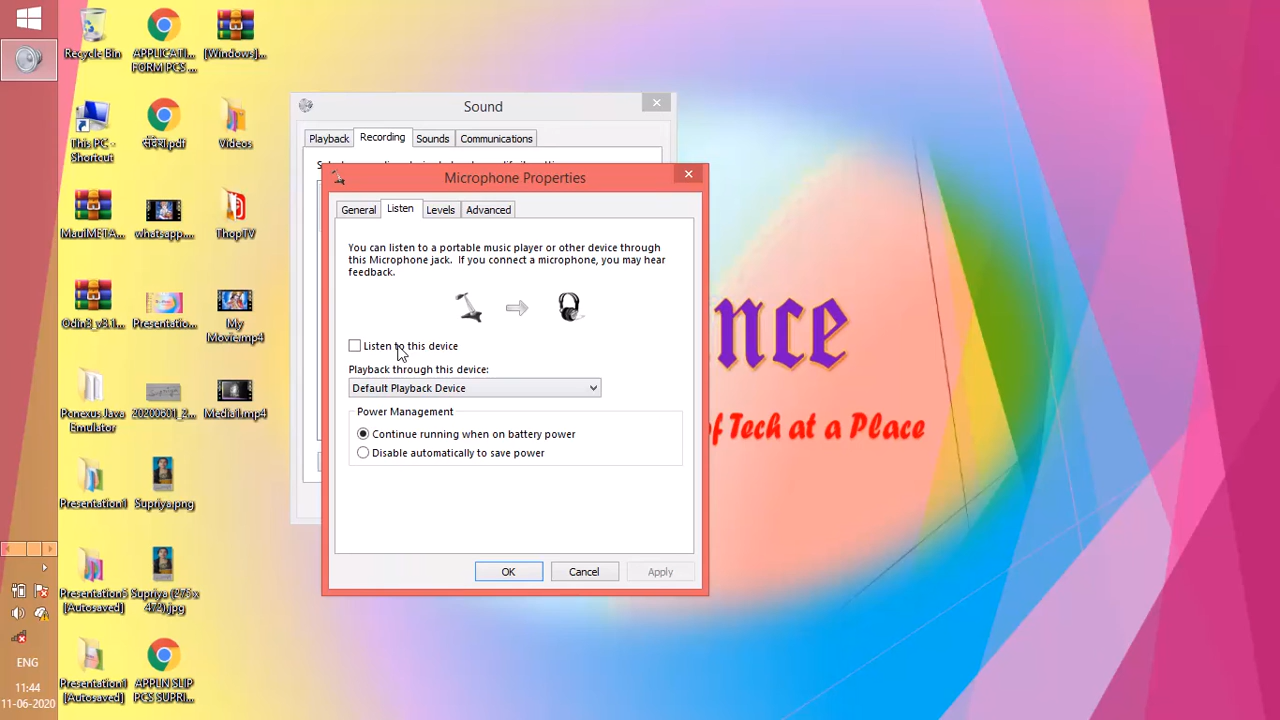 Recycle Bin
APPLICATI...
FORM PCS ...
[Windows]...
This PC -
Shortcut
Videos
MauiMETA...
whatsapp....
ThopTV
Odin3_v3.1...
Presentatio...
My
Movie.mp4
Penexus Java
Emulator
20200601_2...
Media1.mp4
Presentation1
Supriya.png
[Autosaved]
Supriya (275 x
472).jpg
Presentation1
[Autosaved]
APPLN SLIP
PCS SUPRI...
ENG
11:44
11-06-2020
Sound
Playback
Recording
Sounds
Communications
Microphone Properties
General
Listen
Levels
Advanced
You can listen to a portable music player or other device through
this Microphone jack. If you connect a microphone, you may hear
feedback.
Listen to this device
Playback through this device:
Default Playback Device
Power Management
Continue running when on battery power
Disable automatically to save power
OK
Cancel
Apply
nce
of Tech at a Place